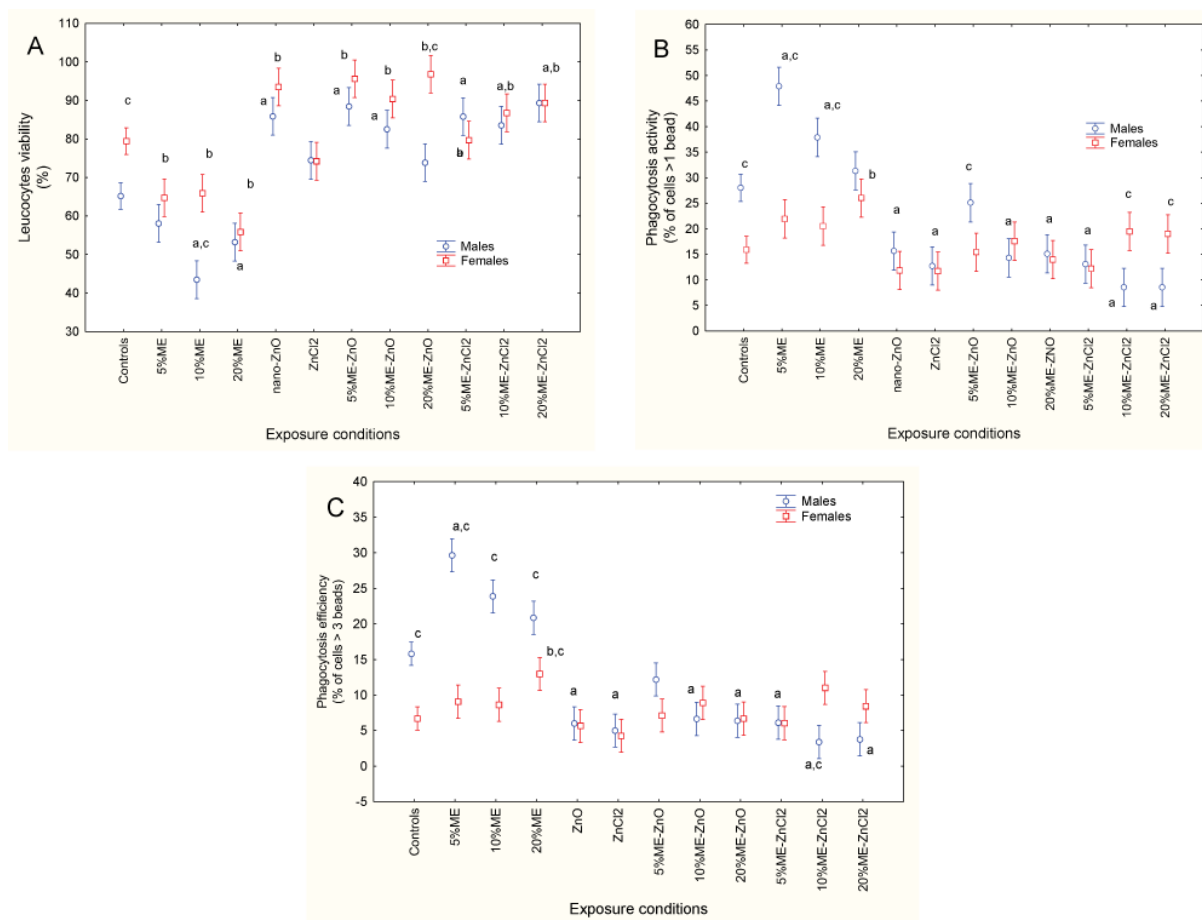 A
110
100
90
80
70
60
50
40
30
Leucocytes viability
(%)
c
b
b
a,c
b
a
b
a
b
a
b
a
b,c
a
b
a,b
a,b
Males
Females
Controls
5%ME
10%ME
20%ME
nano-ZnO
ZnCl2
5%ME-ZnO
10%ME-ZnO
20%ME-ZnO
5%ME-ZnCl2
10%ME-ZnCl2
20%ME-ZnCl2
Exposure conditions
B
60
55
50
45
40
35
30
25
20
15
10
5
0
Phagocytosis activity
(% of cells >1 bead)
c
a,c
a,c
b
a
a
c
a
a
a
c
a
c
a
Males
Females
Controls
5%ME
10%ME
20%ME
nano-ZnO
ZnCl2
5%ME-ZnO
10%ME-ZnO
20%ME-ZNO
5%ME-ZnCl2
10%ME-ZnCl2
20%ME-ZnCl2
Exposure conditions
C
40
35
30
25
20
15
10
5
0
-5
Phagocytosis efficiency
(% of cells > 3 beads)
c
a,c
c
c
b,c
a
a
a
a
a
a,c
a
Males
Females
Controls
5%ME
10%ME
20%ME
ZnO
ZnCl2
5%ME-ZnO
10%ME-ZnO
20%ME-ZnO
5%ME-ZnCl2
10%ME-ZnCl2
20%ME-ZnCl2
Exposure conditions